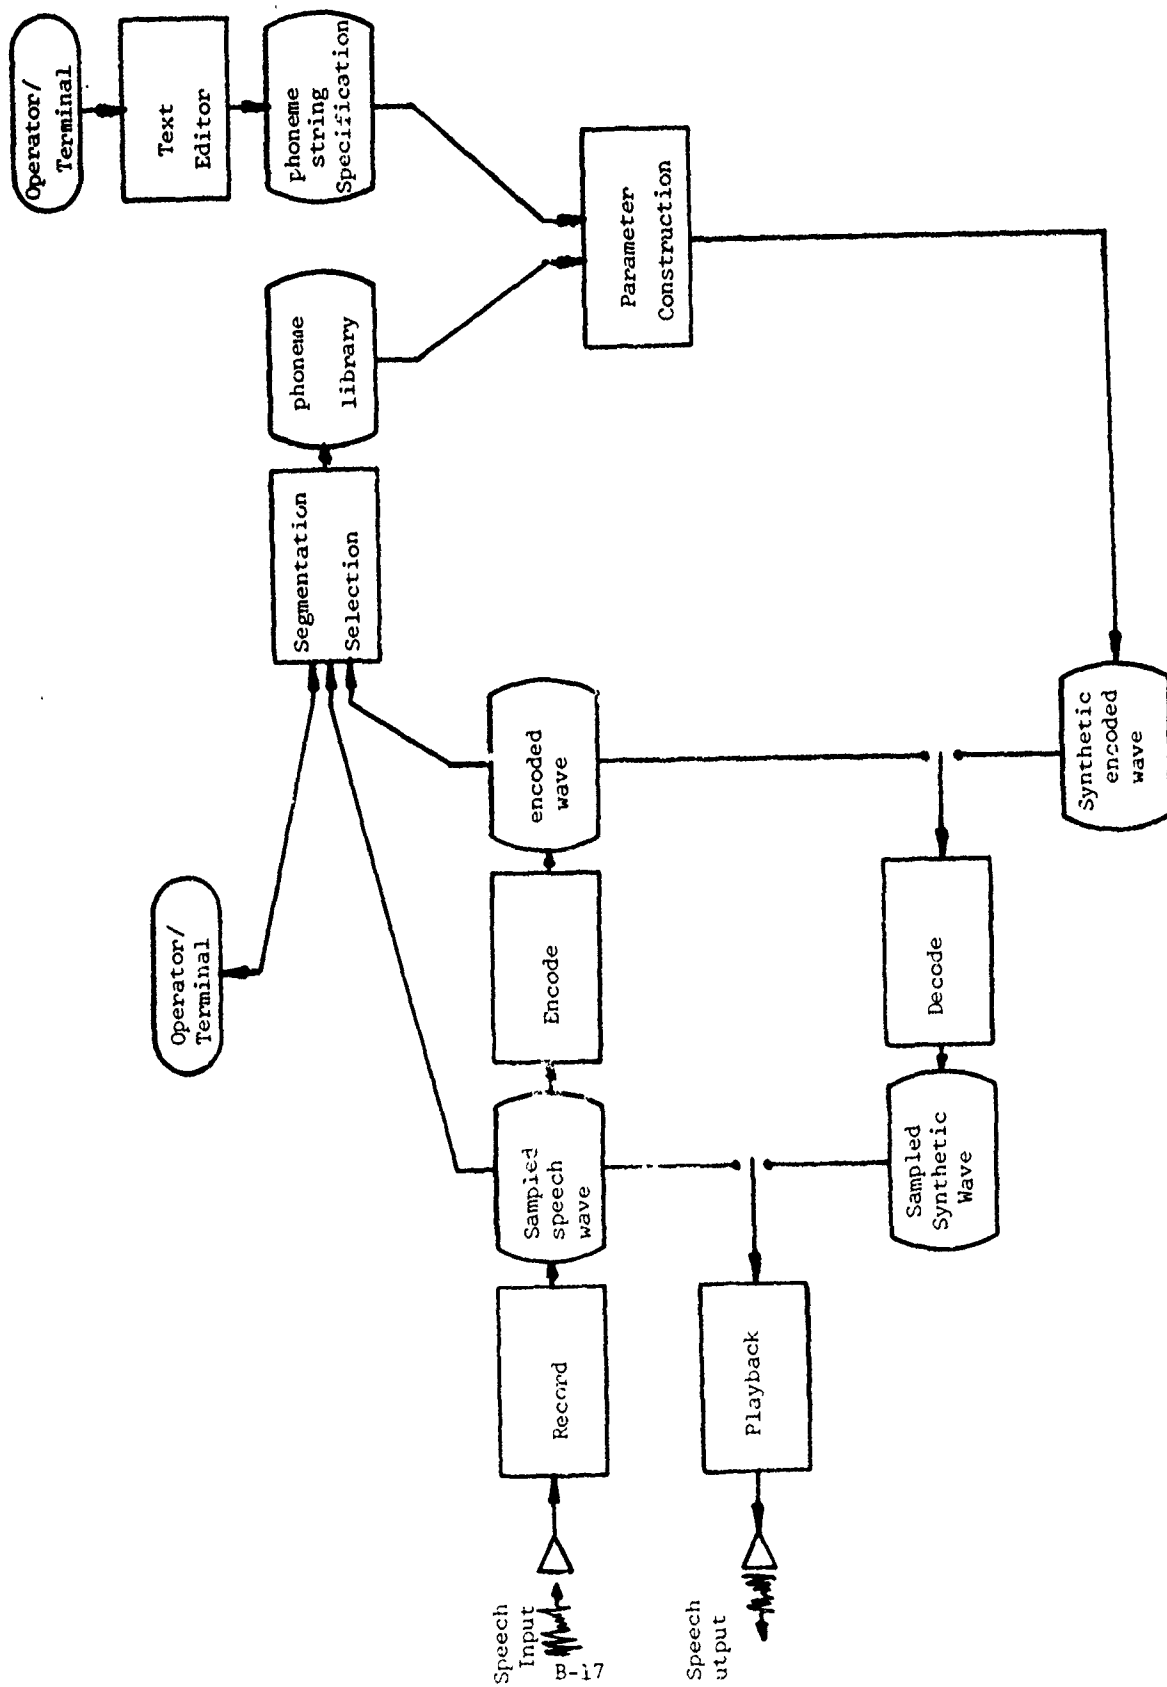 Operator/
Terminal
Text
Editor
phoneme
string
Specification
Operator/
Terminal
Segmentation
Selection
phoneme
library
Parameter
Construction
Speech
Input
Record
Sampled
speech
wave
Encode
encoded
wave
Speech
utput
Playback
Sampled
Synthetic
Wave
Decode
Synthetic
encoded
wave
B-17